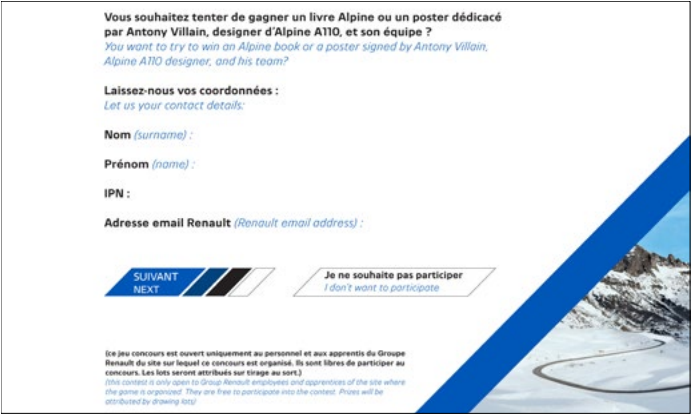 Vous souhaitez tenter de gagner un livre Alpine ou un poster dédicacé
par Antony Villain, designer d'Alpine A110, et son équipe ?
You want to try to win an Alpine book or a poster signed by Antony Villain,
Alpine A110 designer, and his team?
Laissez-nous vos coordonnées :
Let us your contact details:
Nom (surname) :
Prénom (name) :
IPN :
Adresse email Renault (Renault email address) :
SUIVANT
NEXT
Je ne souhaite pas participer
I don't want to participate
(ce jeu concours est ouvert uniquement au personnel et aux apprentis du Groupe
Renault du site sur lequel ce concours est organisé. Ils sont libres de participer au
concours. Les lots seront attribués sur tirage au sort.)
(this contest is only open to Group Renault employees and apprentices of the site where
the game is organized. They are free to participate into the contest. Prizes will be
attributed by drawing lots)